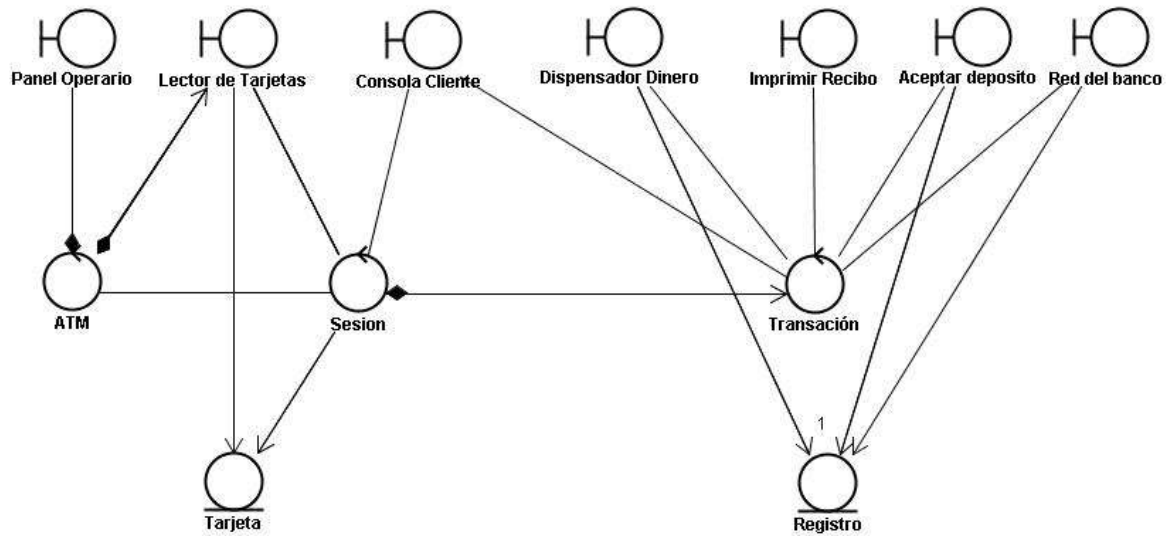 Panel Operario
Lector de Tarjetas
Consola Cliente
Dispensador Dinero
Imprimir Recibo
Aceptar deposito
Red del banco
ATM
Sesion
Transación
1
Tarjeta
Registro